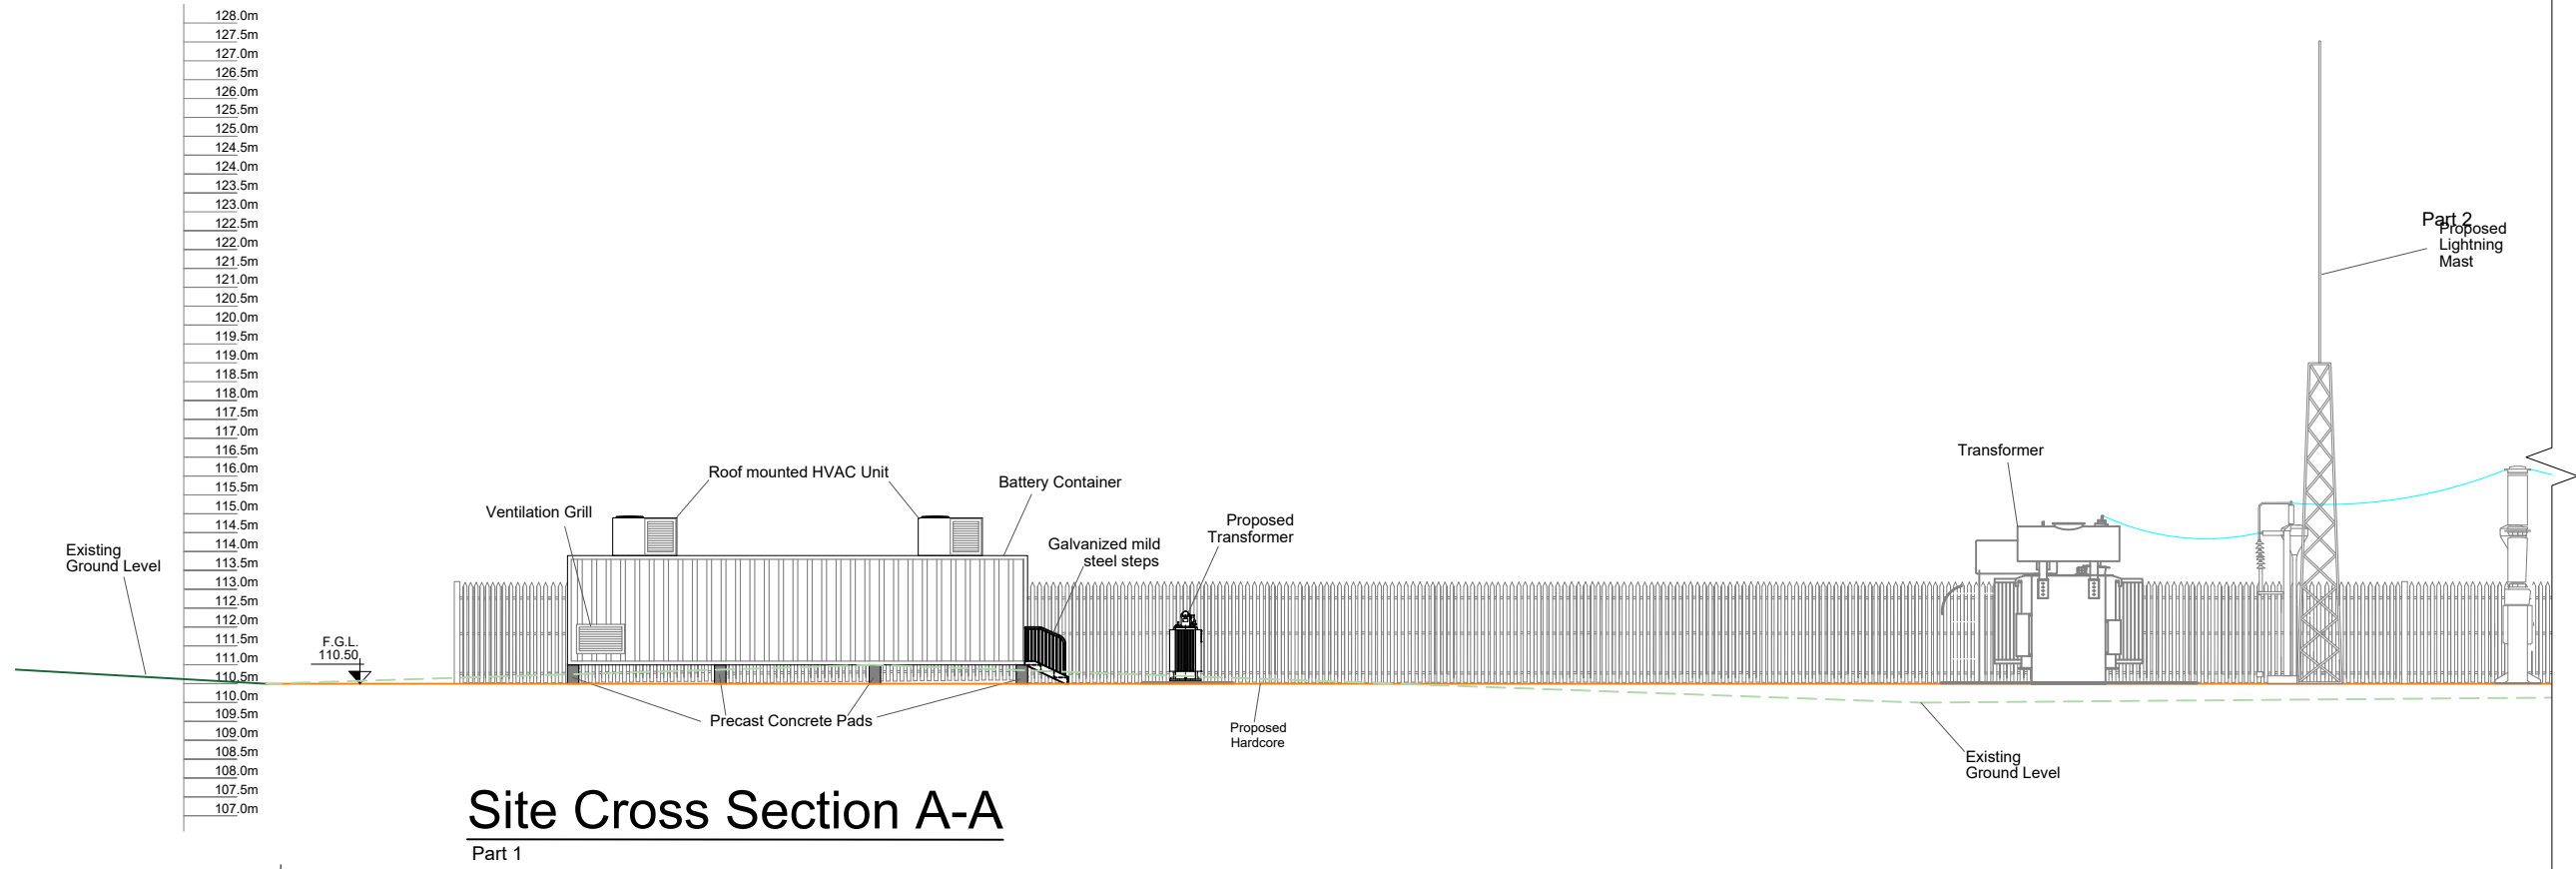 128.0m
127.5m
127.0m
126.5m
126.0m
125.5m
125.0m
124.5m
124.0m
123.5m
123.0m
122.5m
122.0m
121.5m
121.0m
120.5m
120.0m
119.5m
119.0m
118.5m
118.0m
117.5m
117.0m
116.5m
116.0m
115.5m
115.0m
114.5m
114.0m
113.5m
113.0m
112.5m
112.0m
111.5m
111.0m
110.5m
110.0m
109.5m
109.0m
108.5m
108.0m
107.5m
107.0m
Existing
Ground Level
F.G.L.
110.50
Ventilation Grill
Roof mounted HVAC Unit
Battery Container
Galvanized mild
steel steps
Proposed
Transformer
Precast Concrete Pads
Proposed
Hardcore
Transformer
Part 2
Proposed
Lightning
Mast
Existing
Ground Level
Site Cross Section A-A
Part 1